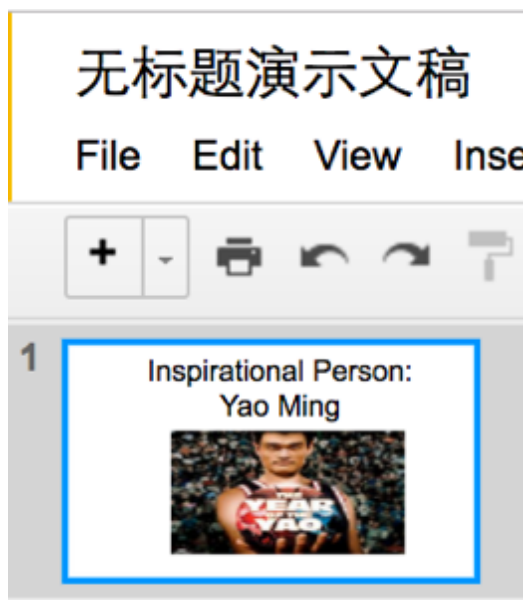 无标题演示文稿
File Edit View Inse
1
Inspirational Person:
Yao Ming
THE
YEAR
OF THE
YAO